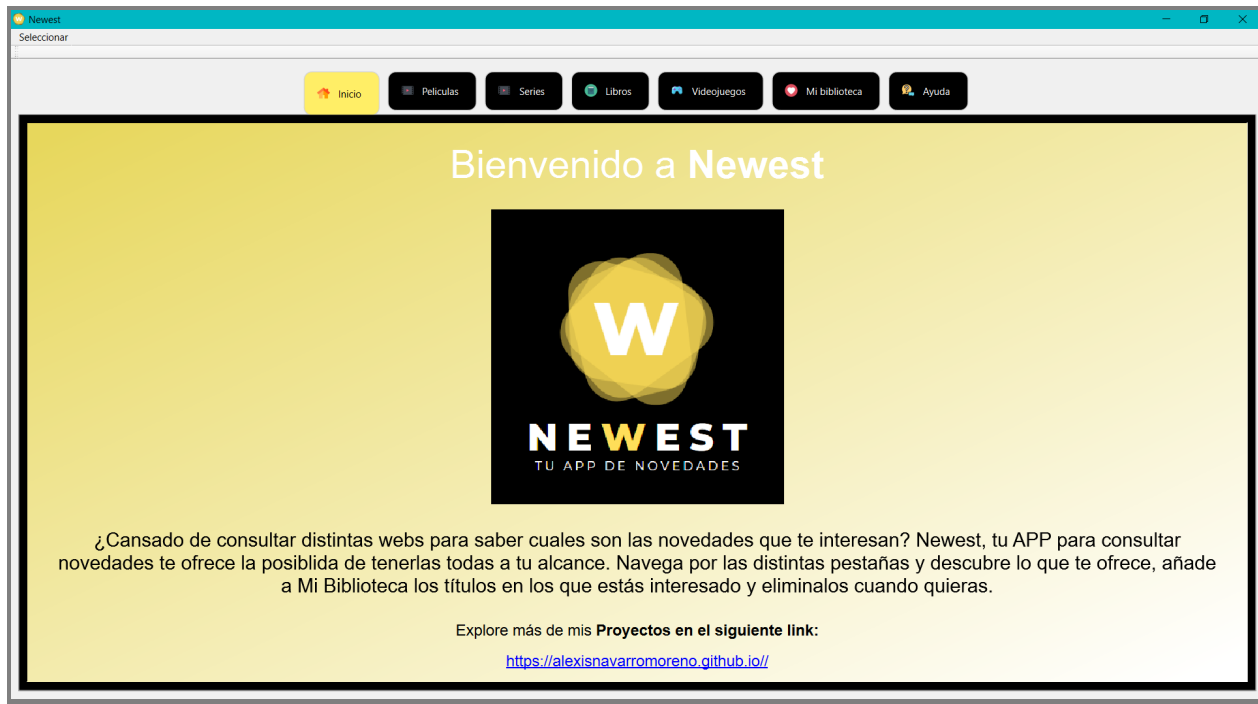 Newest
Seleccionar
Inicio
Peliculas
Series
Libros
Videojuegos
Mi biblioteca
Ayuda
Bienvenido a Newest
W
NEWEST
TU APP DE NOVEDADES
¿Cansado de consultar distintas webs para saber cuales son las novedades que te interesan? Newest, tu APP para consultar
novedades te ofrece la posiblida de tenerlas todas a tu alcance. Navega por las distintas pestañas y descubre lo que te ofrece, añade
a Mi Biblioteca los títulos en los que estás interesado y eliminalos cuando quieras.
Explore más de mis Proyectos en el siguiente link:
https://alexisnavarromoreno.github.io//